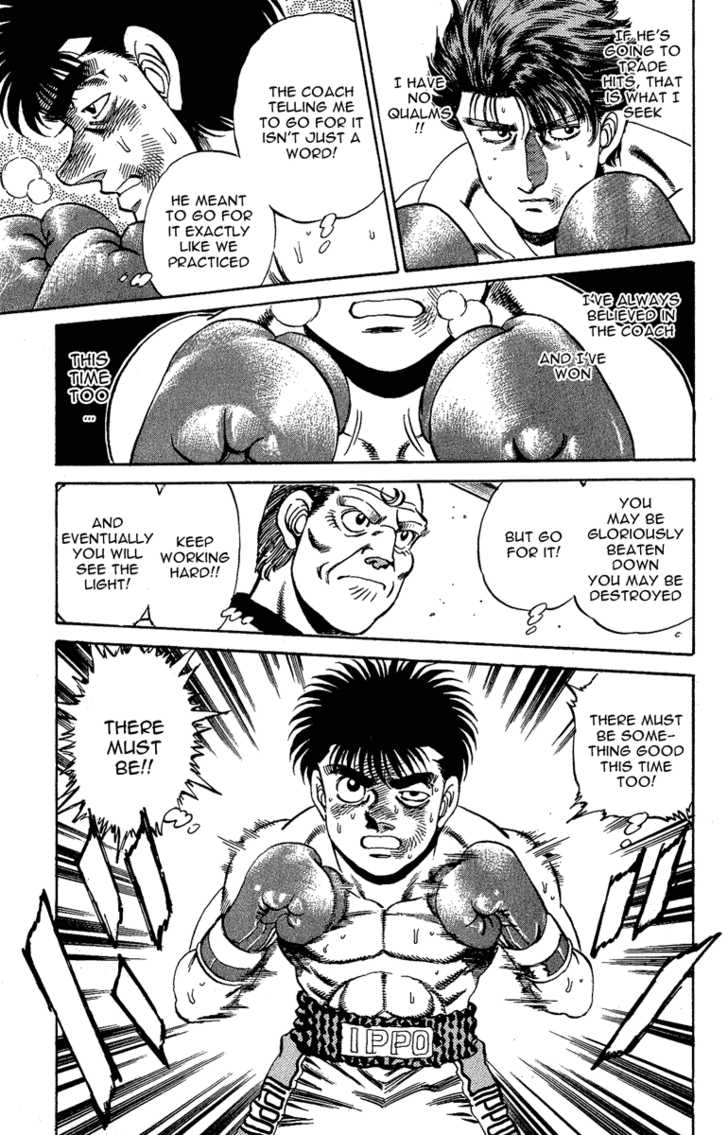 IF HE'S
GOING TO
TRADE
HITS, THAT
IS WHAT I
SEEK
I HAVE
NO
QUALMS
!!
THE COACH
TELLING ME
TO GO FOR IT
ISN'T JUST A
WORD!
HE MEANT
TO GO FOR
IT EXACTLY
LIKE WE
PRACTICED
I'VE ALWAYS
BELIEVED IN
THE COACH
AND I'VE
WON
THIS
TIME
TOO
...
YOU
MAY BE
GLORIOUSLY
BEATEN
DOWN
YOU MAY BE
DESTROYED
BUT GO
FOR IT!
KEEP
WORKING
HARD!!
AND
EVENTUALLY
YOU WILL
SEE THE
LIGHT!
THERE MUST
BE SOME-
THING GOOD
THIS TIME
TOO!
THERE
MUST
BE!!
IPPO
IPPO
IPPO